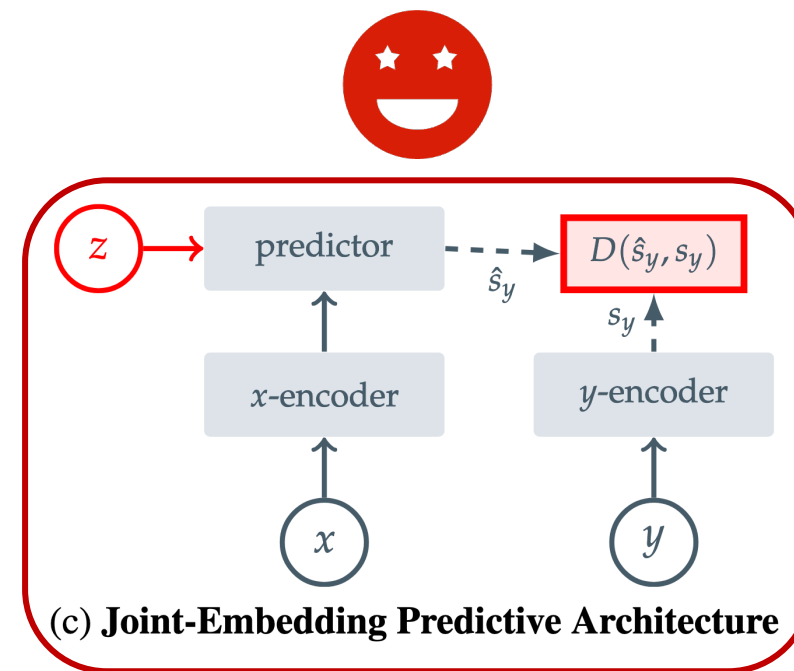 z
predictor
D(ŝ_y, s_y)
ŝ_y
s_y
x-encoder
y-encoder
x
y
(c) Joint-Embedding Predictive Architecture